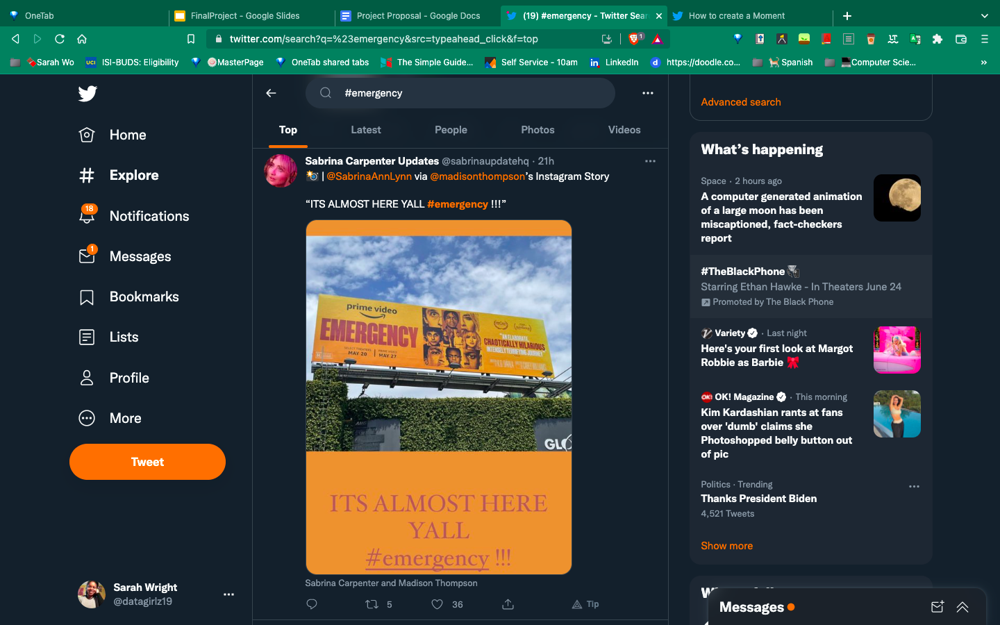 OneTab
FinalProject - Google Slides
Project Proposal - Google Docs
(19) #emergency - Twitter Sear
How to create a Moment
twitter.com/search?q=%23emergency&src=typeahead_click&f=top
1
Sarah Wo
UCI ISI-BUDS: Eligibility
MasterPage
OneTab shared tabs
The Simple Guide...
Self Service - 10am
in LinkedIn
d https://doodle.co...
Spanish
Computer Scie...
»
Home
Explore
18
Notifications
1
Messages
Bookmarks
Lists
Profile
More
Tweet
Sarah Wright
@datagirlz19
#emergency
Top
Latest
People
Photos
Videos
Sabrina Carpenter Updates @sabrinaupdatehq · 21h
| @SabrinaAnnLynn via @madisonthompson's Instagram Story
“ITS ALMOST HERE YALL #emergency !!!”
prime video
EMERGENCY
SELECT THEATERS
MAY 20
PRIME VIDEO
MAY 27
"AN ELABORATE,
CHAOTICALLY HILARIOUS
INTENSELY TERRIFYING JOURNEY"
GLO
ITS ALMOST HERE
YALL
#emergency !!!
Sabrina Carpenter and Madison Thompson
5
36
Tip
Advanced search
What’s happening
Space · 2 hours ago
A computer generated animation
of a large moon has been
miscaptioned, fact-checkers
report
#TheBlackPhone
Starring Ethan Hawke - In Theaters June 24
Promoted by The Black Phone
Variety · Last night
Here's your first look at Margot
Robbie as Barbie
OK! OK! Magazine · This morning
Kim Kardashian rants at fans
over 'dumb' claims she
Photoshopped belly button out
of pic
Politics · Trending
Thanks President Biden
4,521 Tweets
Show more
Messages